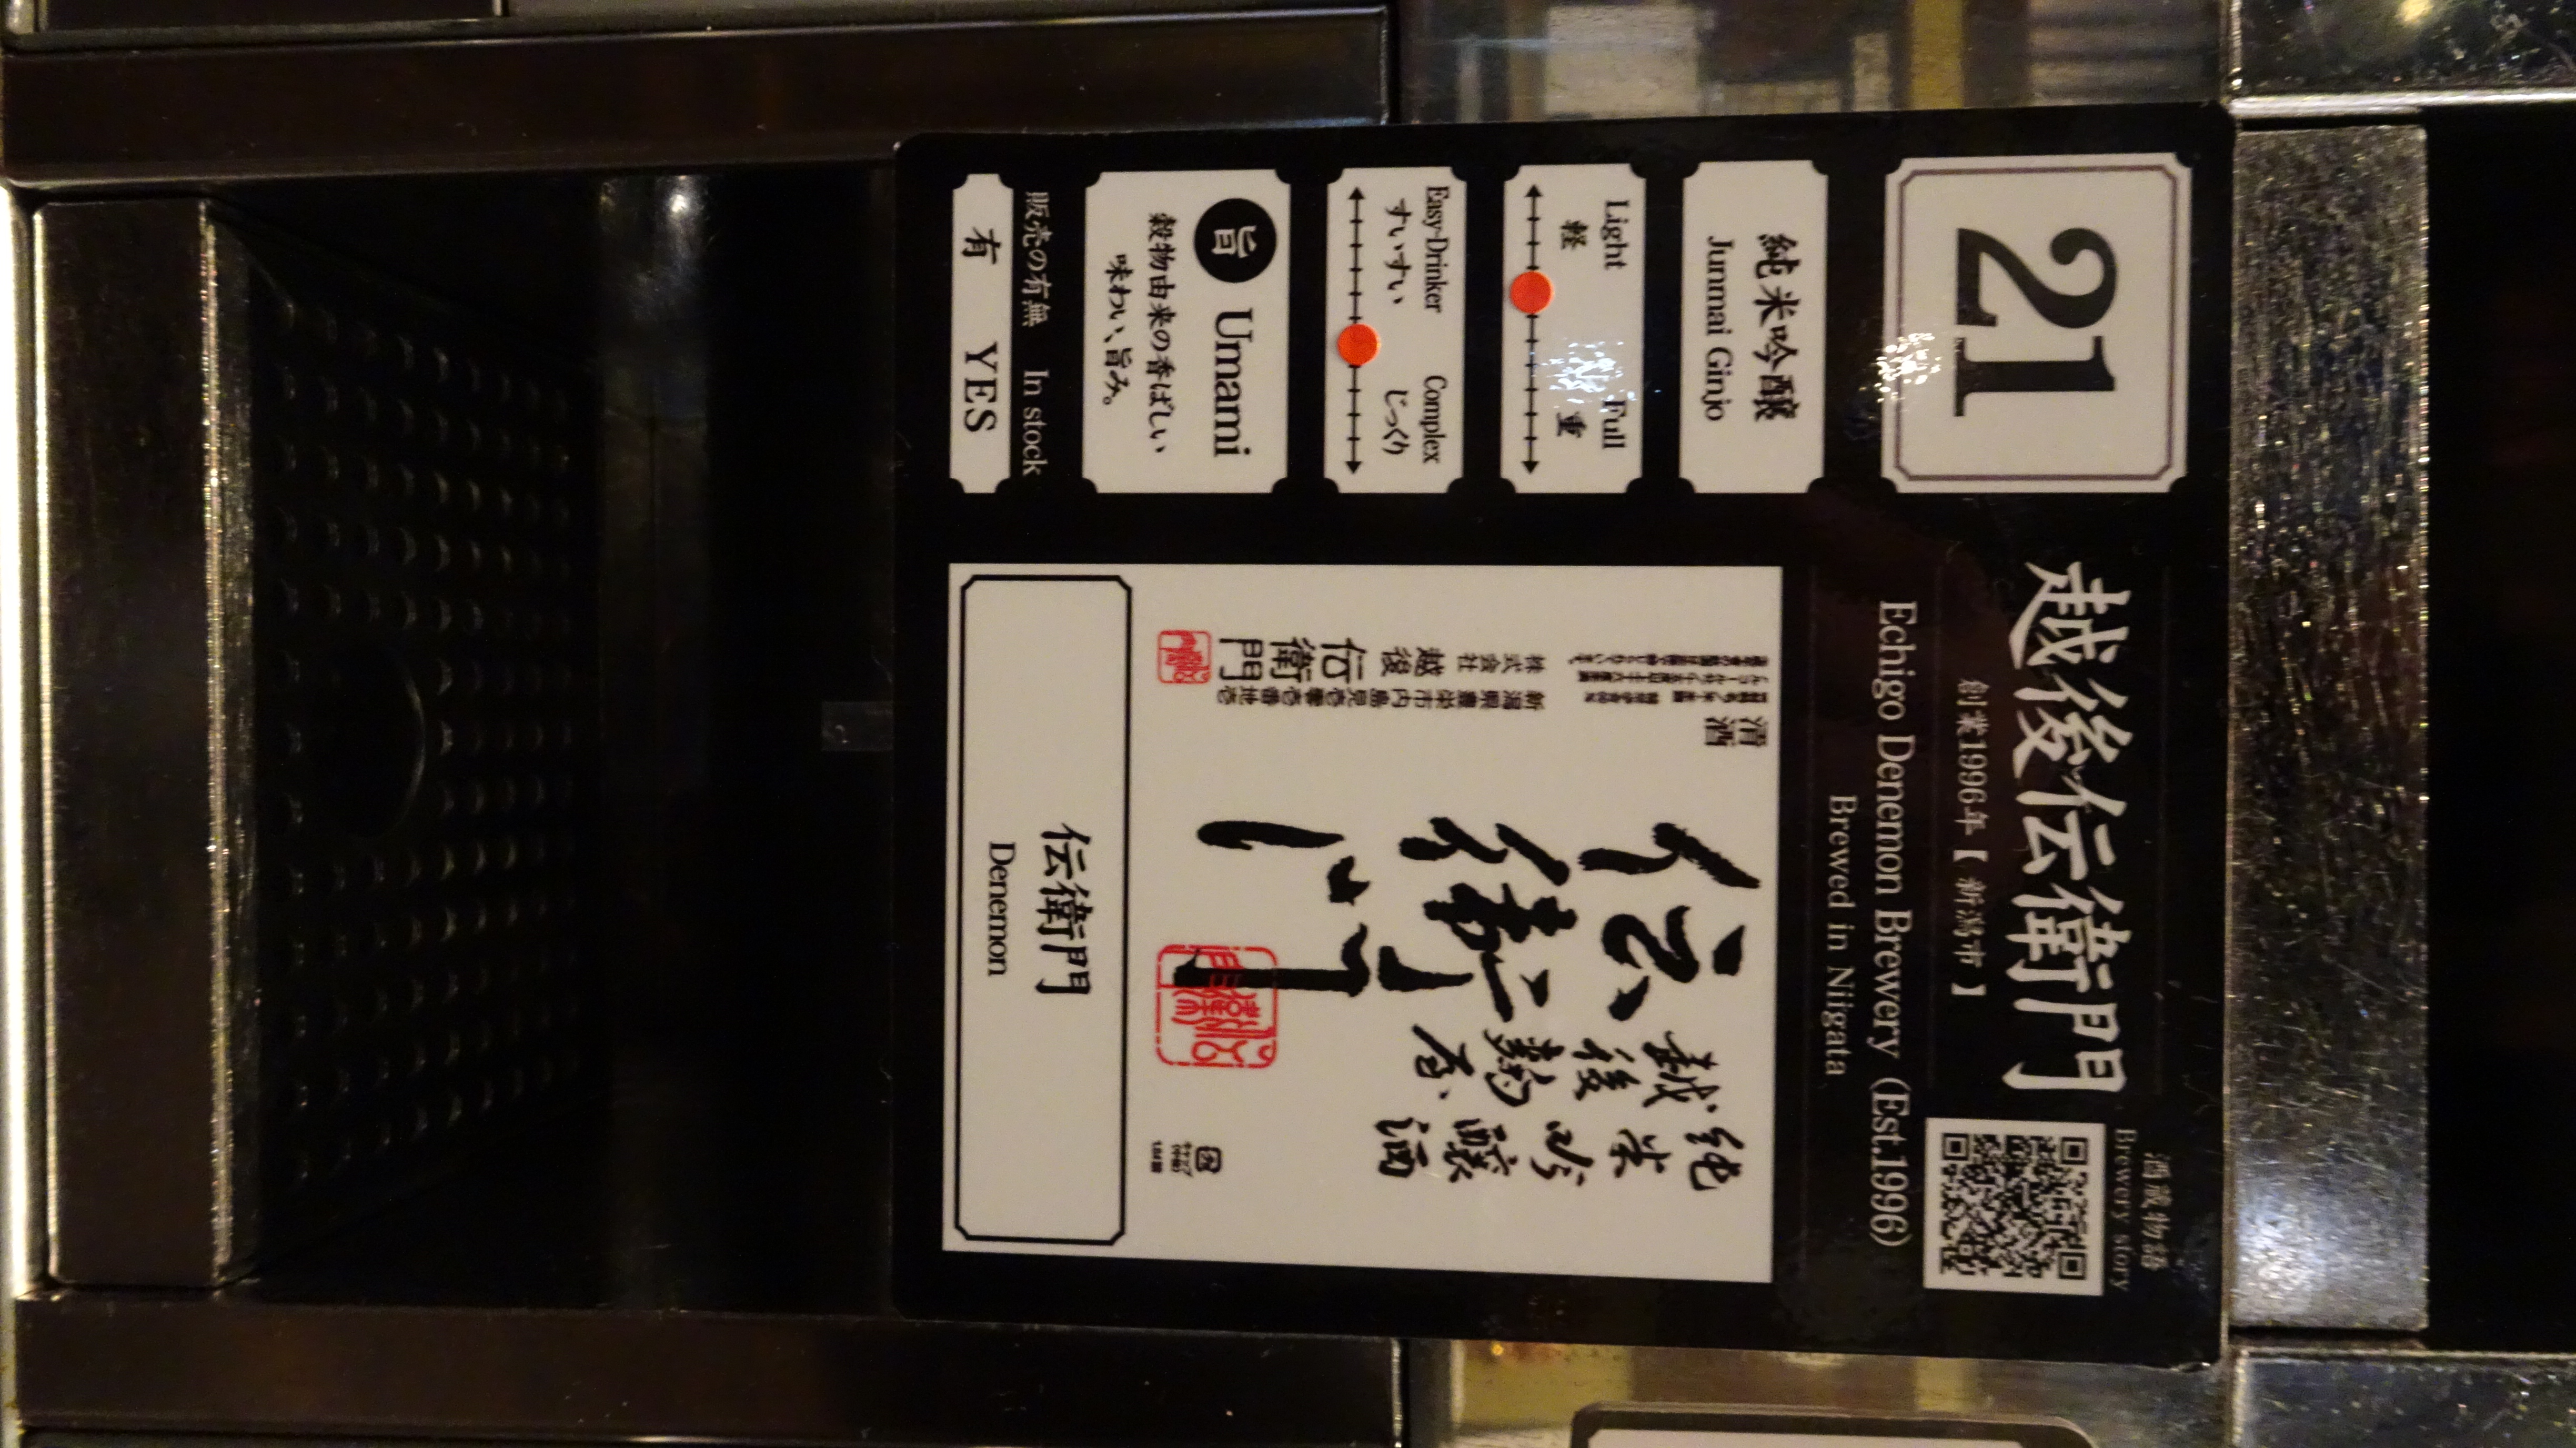 21
純米吟醸
Junmai Ginjo
Light Full
軽 重
Easy-Drinker Complex
すいすい じっくり
旨 Umami
穀物由来の香ばしい
味わい、旨み。
販売の有無 In stock
有 YES
越後伝衛門
創業1996年【新潟市】
Echigo Denemon Brewery (Est.1996)
Brewed in Niigata
酒蔵物語
Brewery story
清酒
株式会社 越後伝衛門
伝衛門
純米吟醸酒
伝衛門
Denemon